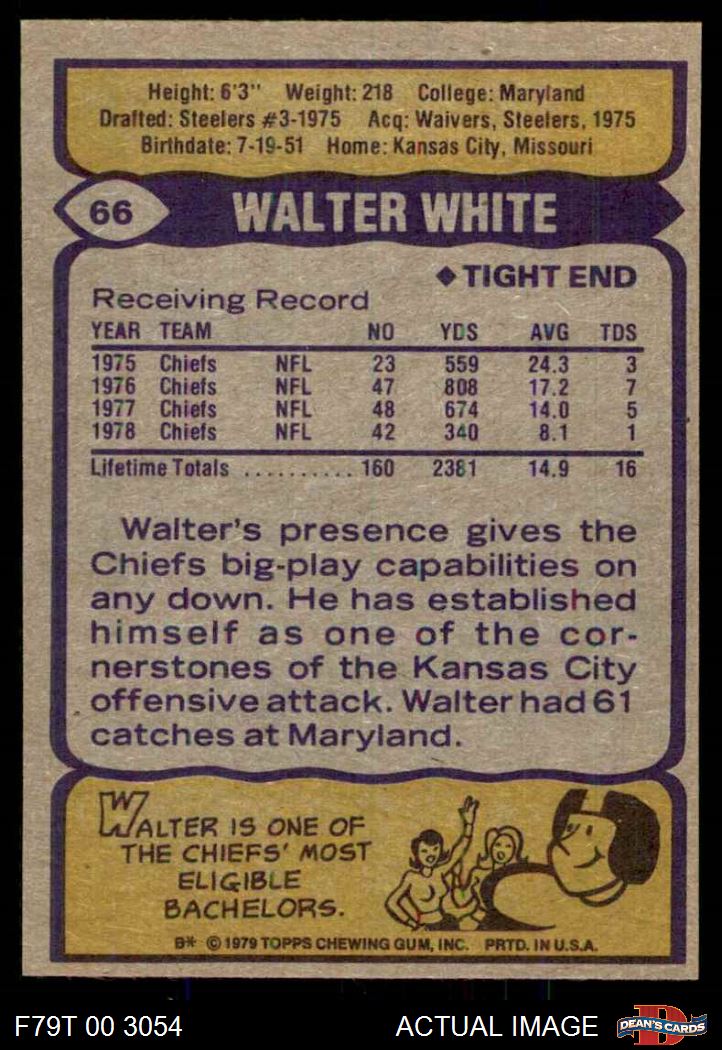 Height: 6'3" Weight: 218 College: Maryland
Drafted: Steelers #3-1975 Acq: Waivers, Steelers, 1975
Birthdate: 7-19-51 Home: Kansas City, Missouri
66 WALTER WHITE
◆ TIGHT END
Receiving Record
YEAR TEAM NO YDS AVG TDS
1975 Chiefs NFL 23 559 24.3 3
1976 Chiefs NFL 47 808 17.2 7
1977 Chiefs NFL 48 674 14.0 5
1978 Chiefs NFL 42 340 8.1 1
Lifetime Totals .......... 160 2381 14.9 16
Walter's presence gives the
Chiefs big-play capabilities on
any down. He has established
himself as one of the cor-
nerstones of the Kansas City
offensive attack. Walter had 61
catches at Maryland.
WALTER IS ONE OF
THE CHIEFS' MOST
ELIGIBLE
BACHELORS.
B* © 1979 TOPPS CHEWING GUM, INC. PRTD. IN U.S.A.
F79T 00 3054 ACTUAL IMAGE D DEAN'S CARDS